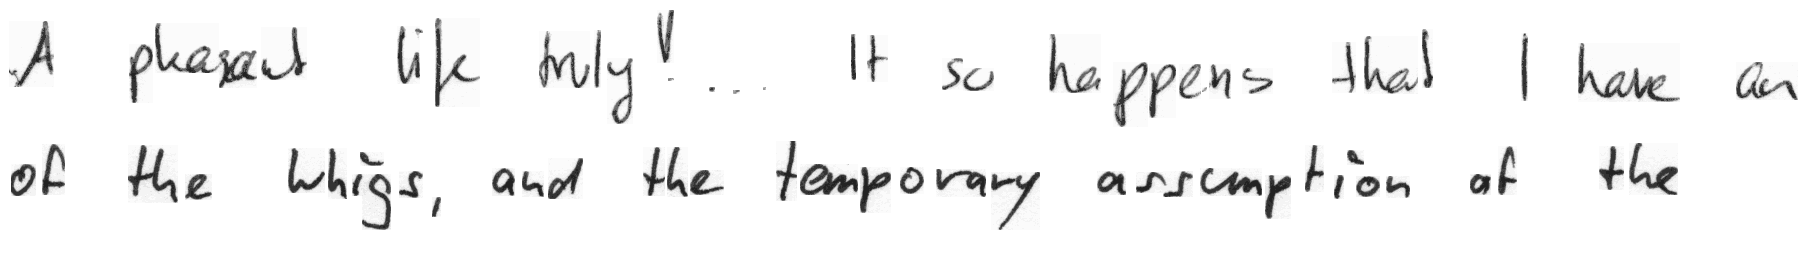 A pleasant life truly! ... It so happens that I have an
of the Whigs, and the temporary assumption of the